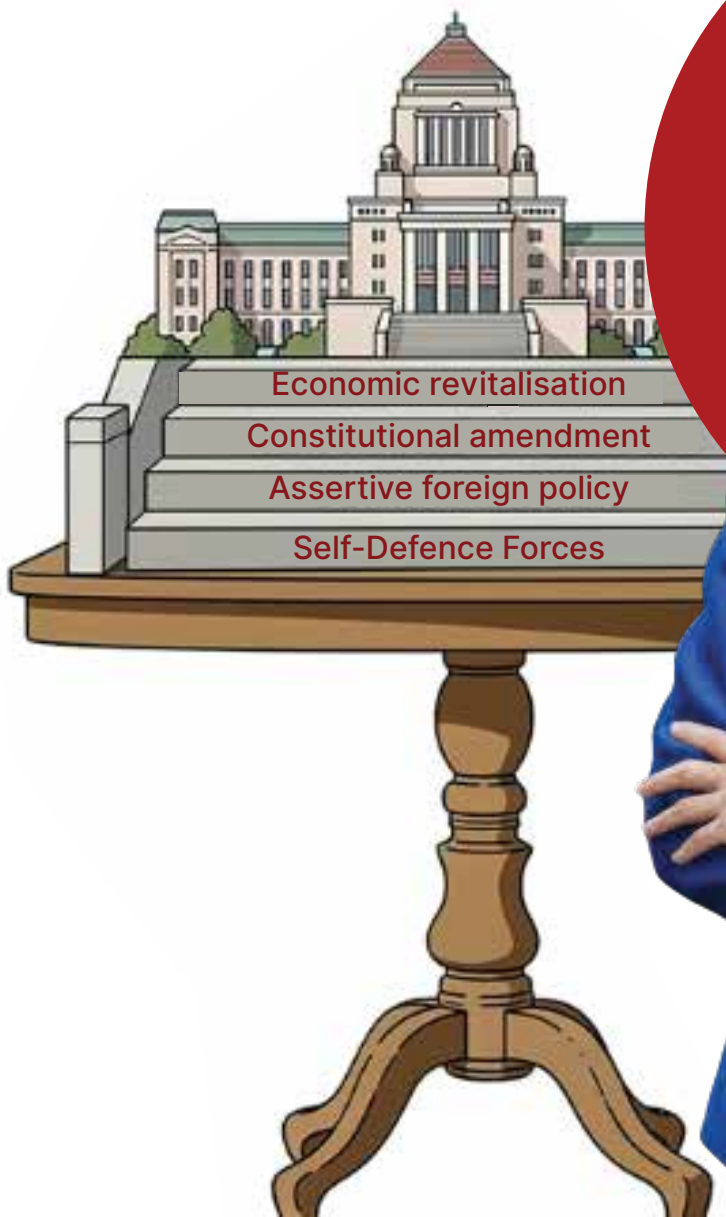 Economic revitalisation
Constitutional amendment
Assertive foreign policy
Self-Defence Forces